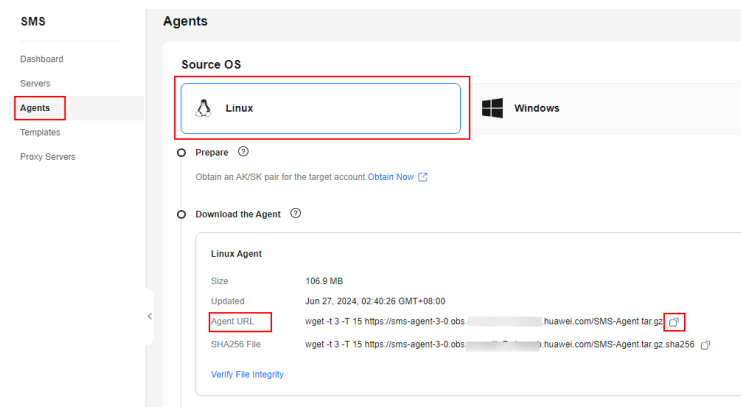 SMS
Agents
Dashboard
Servers
Agents
Templates
Proxy Servers
Source OS
Linux
Windows
Prepare
Obtain an AK/SK pair for the target account.Obtain Now
Download the Agent
Linux Agent
Size 106.9 MB
Updated Jun 27, 2024, 02:40:26 GMT+08:00
Agent URL wget -t 3 -T 15 https://sms-agent-3-0.obs. huawei.com/SMS-Agent.tar.gz
SHA256 File wget -t 3 -T 15 https://sms-agent-3-0.obs huawei.com/SMS-Agent.tar.gz.sha256
Verify File Integrity